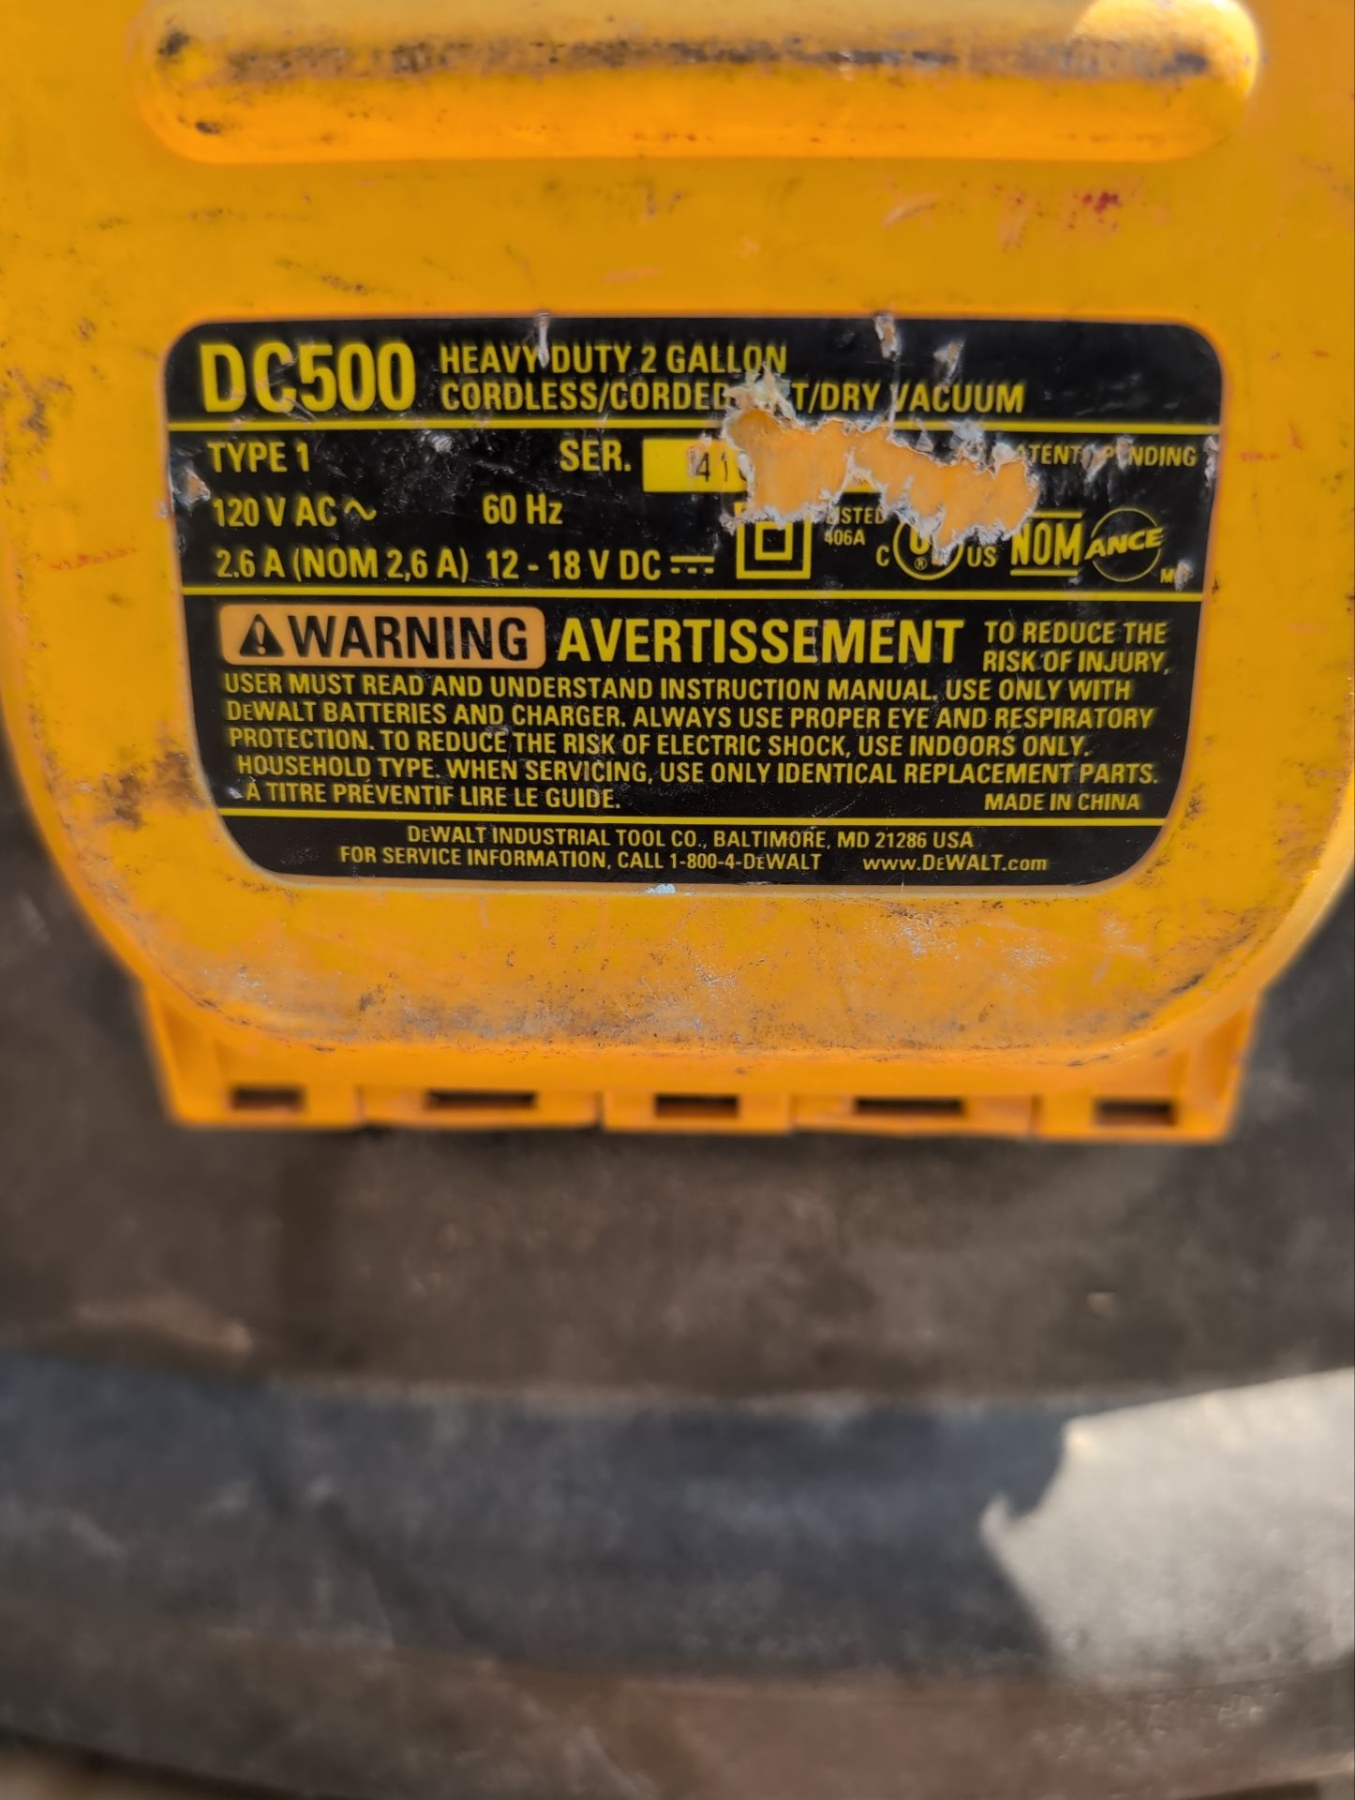 DC500 HEAVY DUTY 2 GALLON
CORDLESS/CORDED /DRY VACUUM
TYPE 1 SER. PENDING
120 V AC ~ 60 Hz
2.6 A (NOM 2,6 A) 12 - 18 V DC C US NOM ANCE
⚠ WARNING AVERTISSEMENT TO REDUCE THE
RISK OF INJURY,
USER MUST READ AND UNDERSTAND INSTRUCTION MANUAL. USE ONLY WITH
DEWALT BATTERIES AND CHARGER. ALWAYS USE PROPER EYE AND RESPIRATORY
PROTECTION. TO REDUCE THE RISK OF ELECTRIC SHOCK, USE INDOORS ONLY.
HOUSEHOLD TYPE. WHEN SERVICING, USE ONLY IDENTICAL REPLACEMENT PARTS.
À TITRE PRÉVENTIF LIRE LE GUIDE. MADE IN CHINA
DEWALT INDUSTRIAL TOOL CO., BALTIMORE, MD 21286 USA
FOR SERVICE INFORMATION, CALL 1-800-4-DEWALT www.DEWALT.com